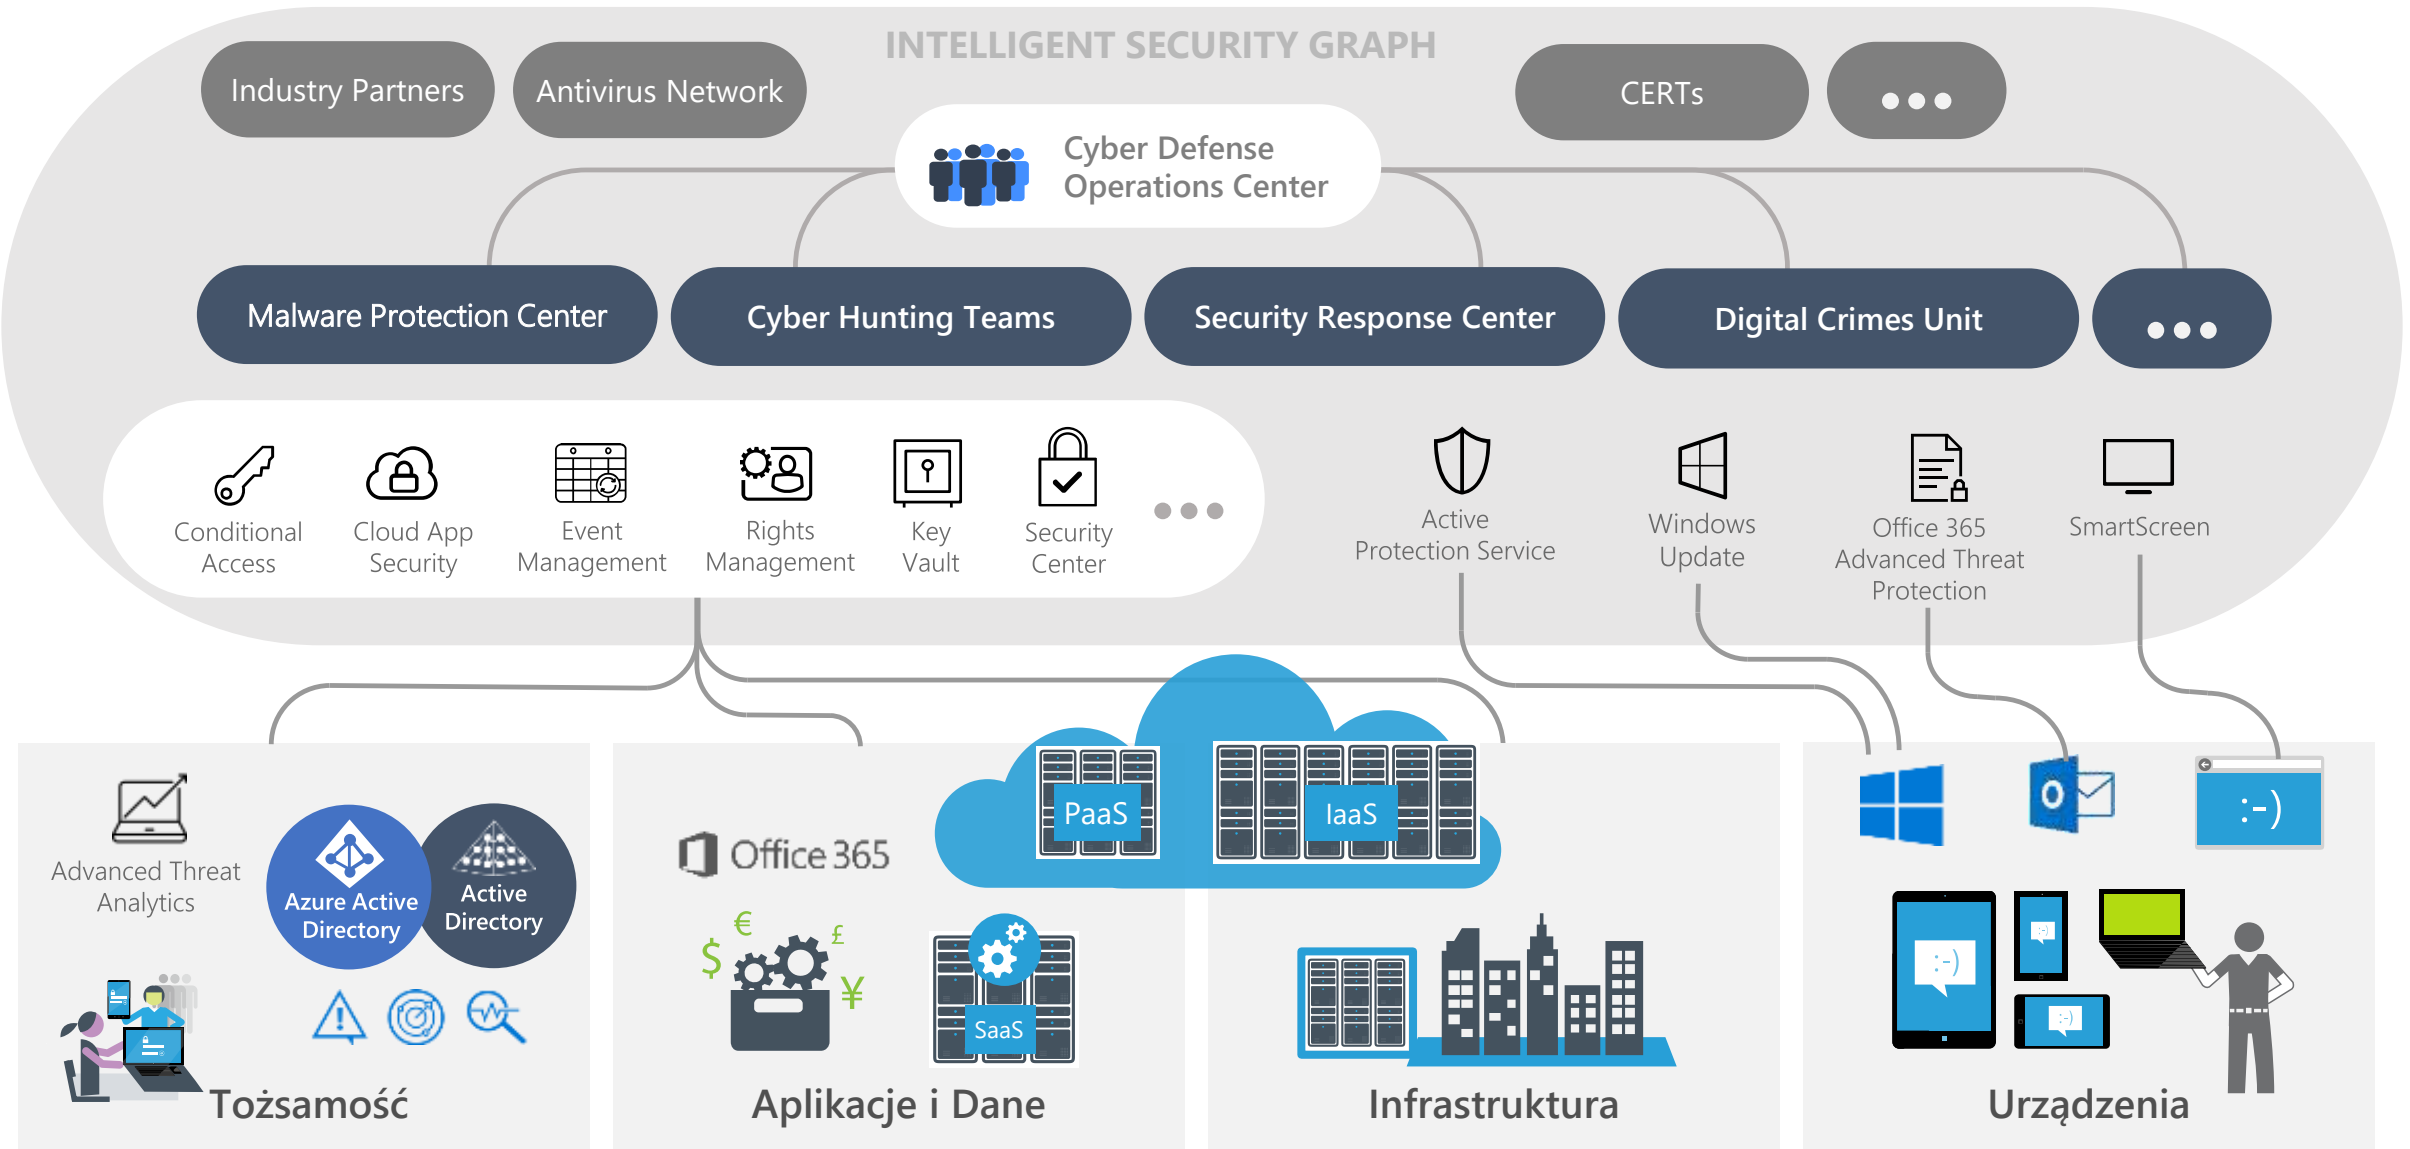 INTELLIGENT SECURITY GRAPH
Industry Partners
Antivirus Network
CERTs
Cyber Defense
Operations Center
Malware Protection Center
Cyber Hunting Teams
Security Response Center
Digital Crimes Unit
Conditional
Access
Cloud App
Security
Event
Management
Rights
Management
Key
Vault
Security
Center
Active
Protection Service
Windows
Update
Office 365
Advanced Threat
Protection
SmartScreen
Advanced Threat
Analytics
Azure Active
Directory
Active
Directory
Tożsamość
Office 365
PaaS
$ € £ ¥
SaaS
Aplikacje i Dane
IaaS
Infrastruktura
:-)
:-)
:-)
:-)
Urządzenia